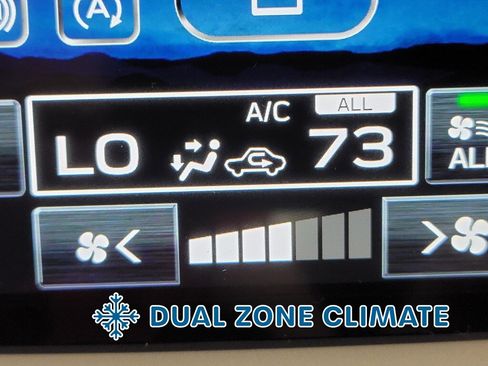 A
A/C ALL
LO 73
ALL
DUAL ZONE CLIMATE